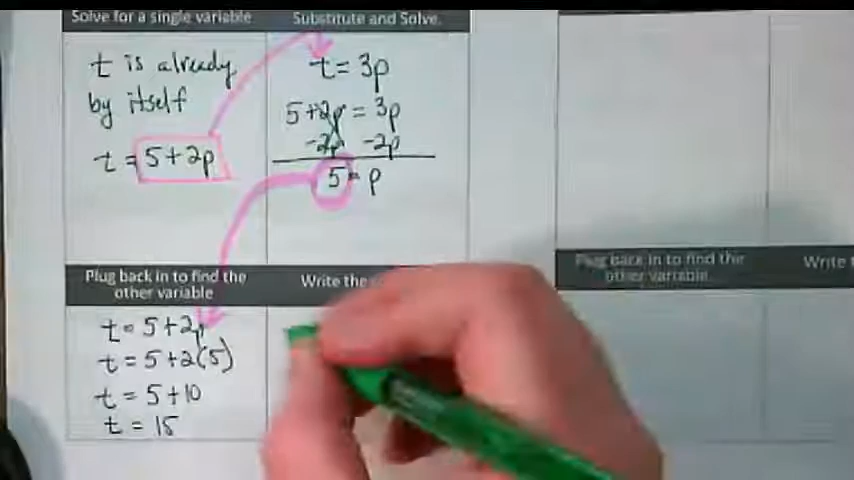 Solve for a single variable
t is already
by itself
t = 5+2p
Substitute and Solve.
t = 3p
5+2p = 3p
-2p -2p
5 = p
Plug back in to find the
other variable
t = 5+2p
t = 5+2(5)
t = 5+10
t = 15
Write the
Plug back in to find the
other variable
Write t